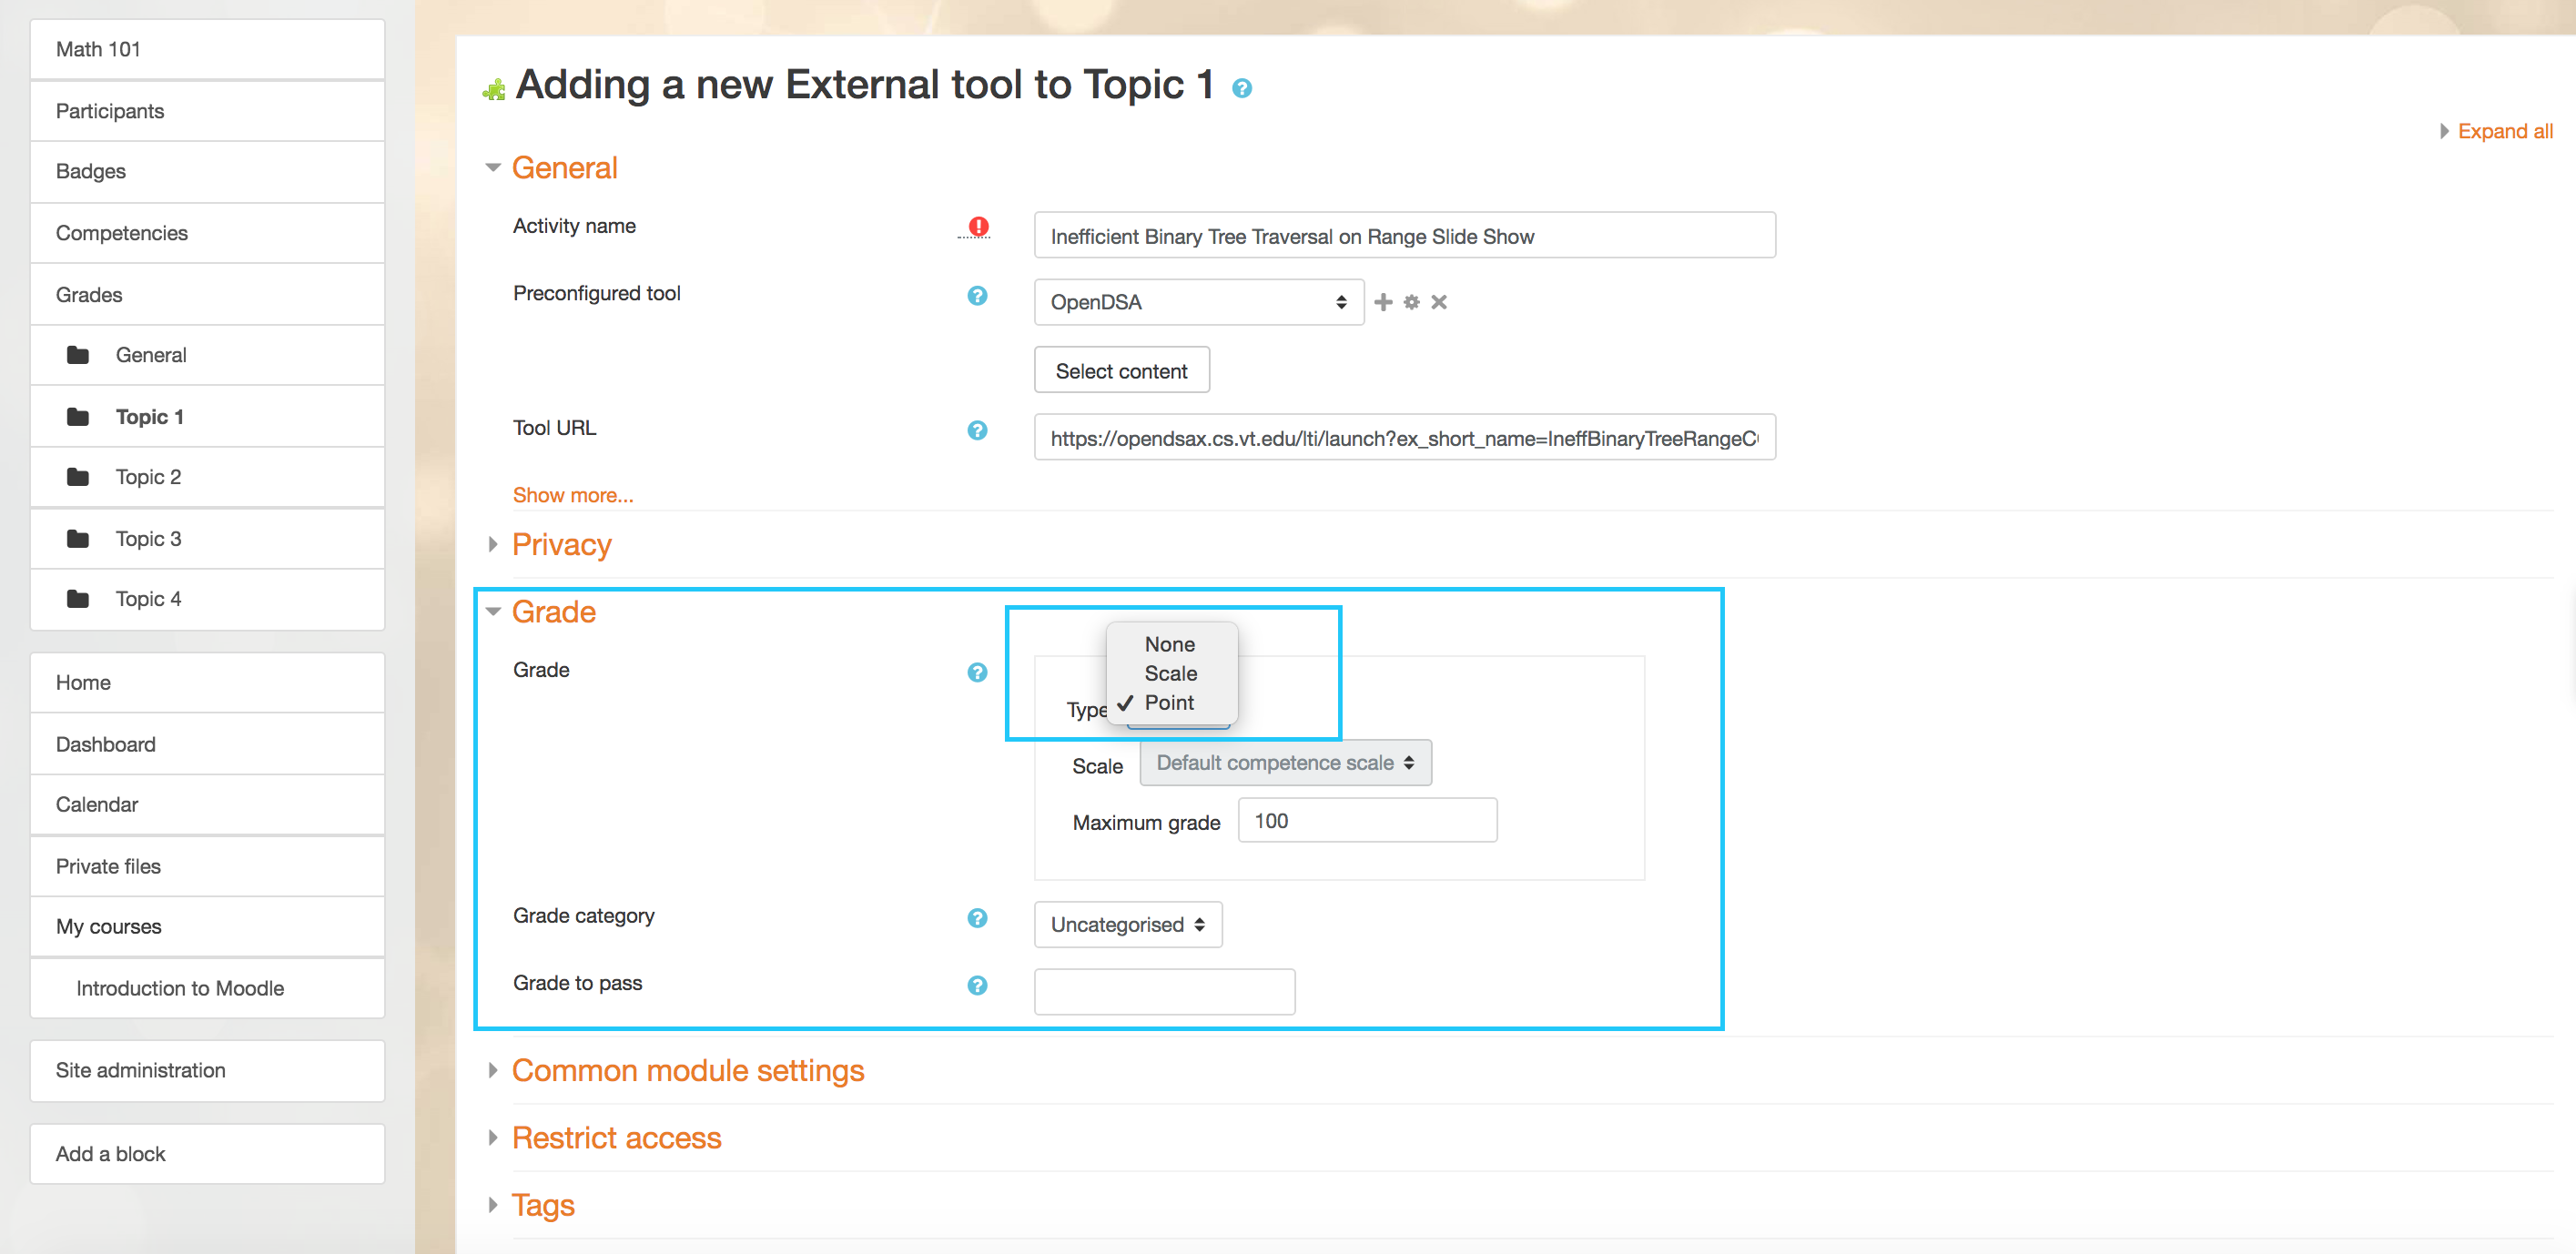 Math 101
Participants
Badges
Competencies
Grades
General
Topic 1
Topic 2
Topic 3
Topic 4
Home
Dashboard
Calendar
Private files
My courses
Introduction to Moodle
Site administration
Add a block
Adding a new External tool to Topic 1
Expand all
General
Activity name
Inefficient Binary Tree Traversal on Range Slide Show
Preconfigured tool
OpenDSA
Select content
Tool URL
https://opendsax.cs.vt.edu/lti/launch?ex_short_name=IneffBinaryTreeRangeC
Show more...
Privacy
Grade
Grade
None
Scale
Type ✓ Point
Scale Default competence scale
Maximum grade 100
Grade category
Uncategorised
Grade to pass
Common module settings
Restrict access
Tags